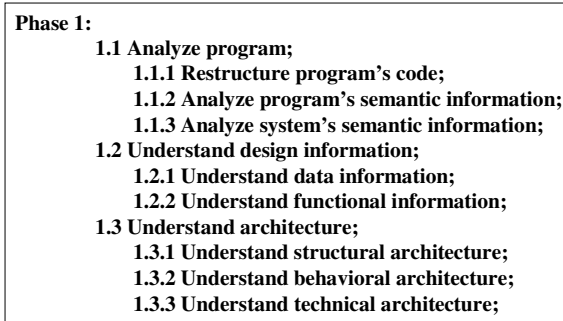 Phase 1:
1.1 Analyze program;
1.1.1 Restructure program’s code;
1.1.2 Analyze program’s semantic information;
1.1.3 Analyze system’s semantic information;
1.2 Understand design information;
1.2.1 Understand data information;
1.2.2 Understand functional information;
1.3 Understand architecture;
1.3.1 Understand structural architecture;
1.3.2 Understand behavioral architecture;
1.3.3 Understand technical architecture;